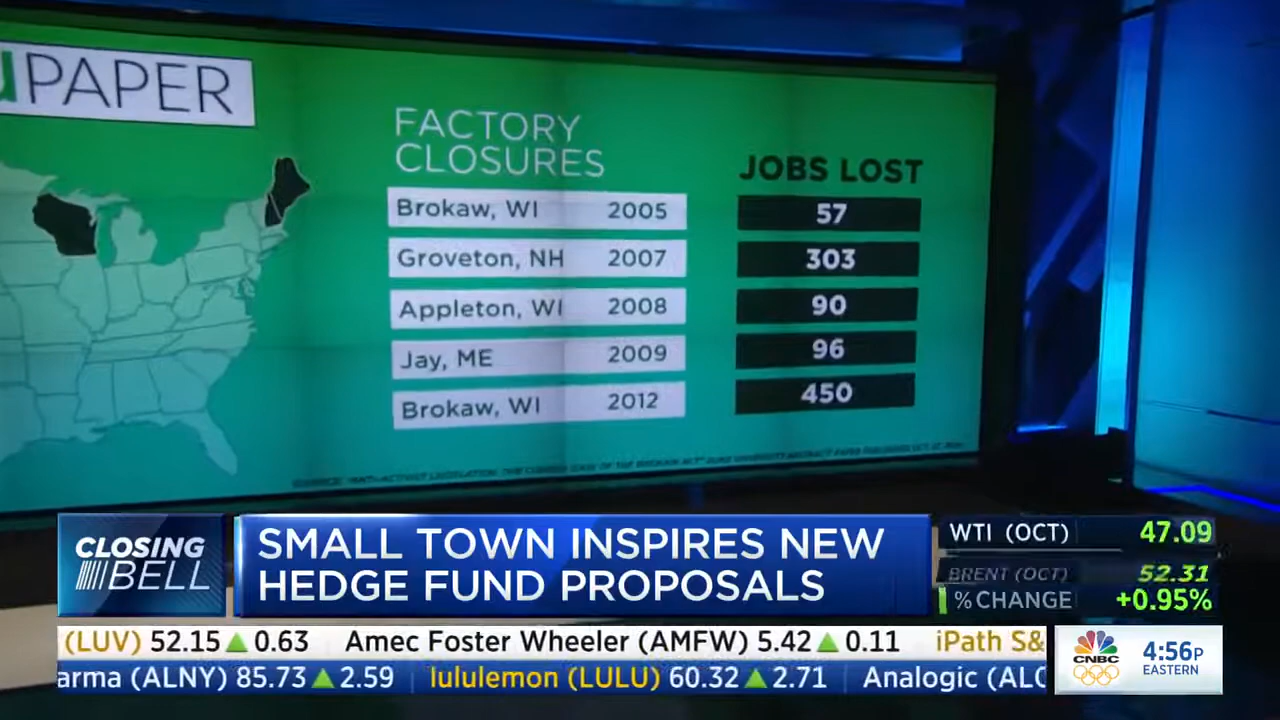 uPAPER
FACTORY
CLOSURES
JOBS LOST
Brokaw, WI 2005 57
Groveton, NH 2007 303
Appleton, WI 2008 90
Jay, ME 2009 96
Brokaw, WI 2012 450
CLOSING
BELL
SMALL TOWN INSPIRES NEW
HEDGE FUND PROPOSALS
WTI (OCT) 47.09
BRENT (OCT) 52.31
% CHANGE +0.95%
(LUV) 52.15 ▲ 0.63 Amec Foster Wheeler (AMFW) 5.42 ▲ 0.11 iPath S&
arma (ALNY) 85.73 ▲ 2.59 lululemon (LULU) 60.32 ▲ 2.71 Analogic (ALO
CNBC
4:56P
EASTERN